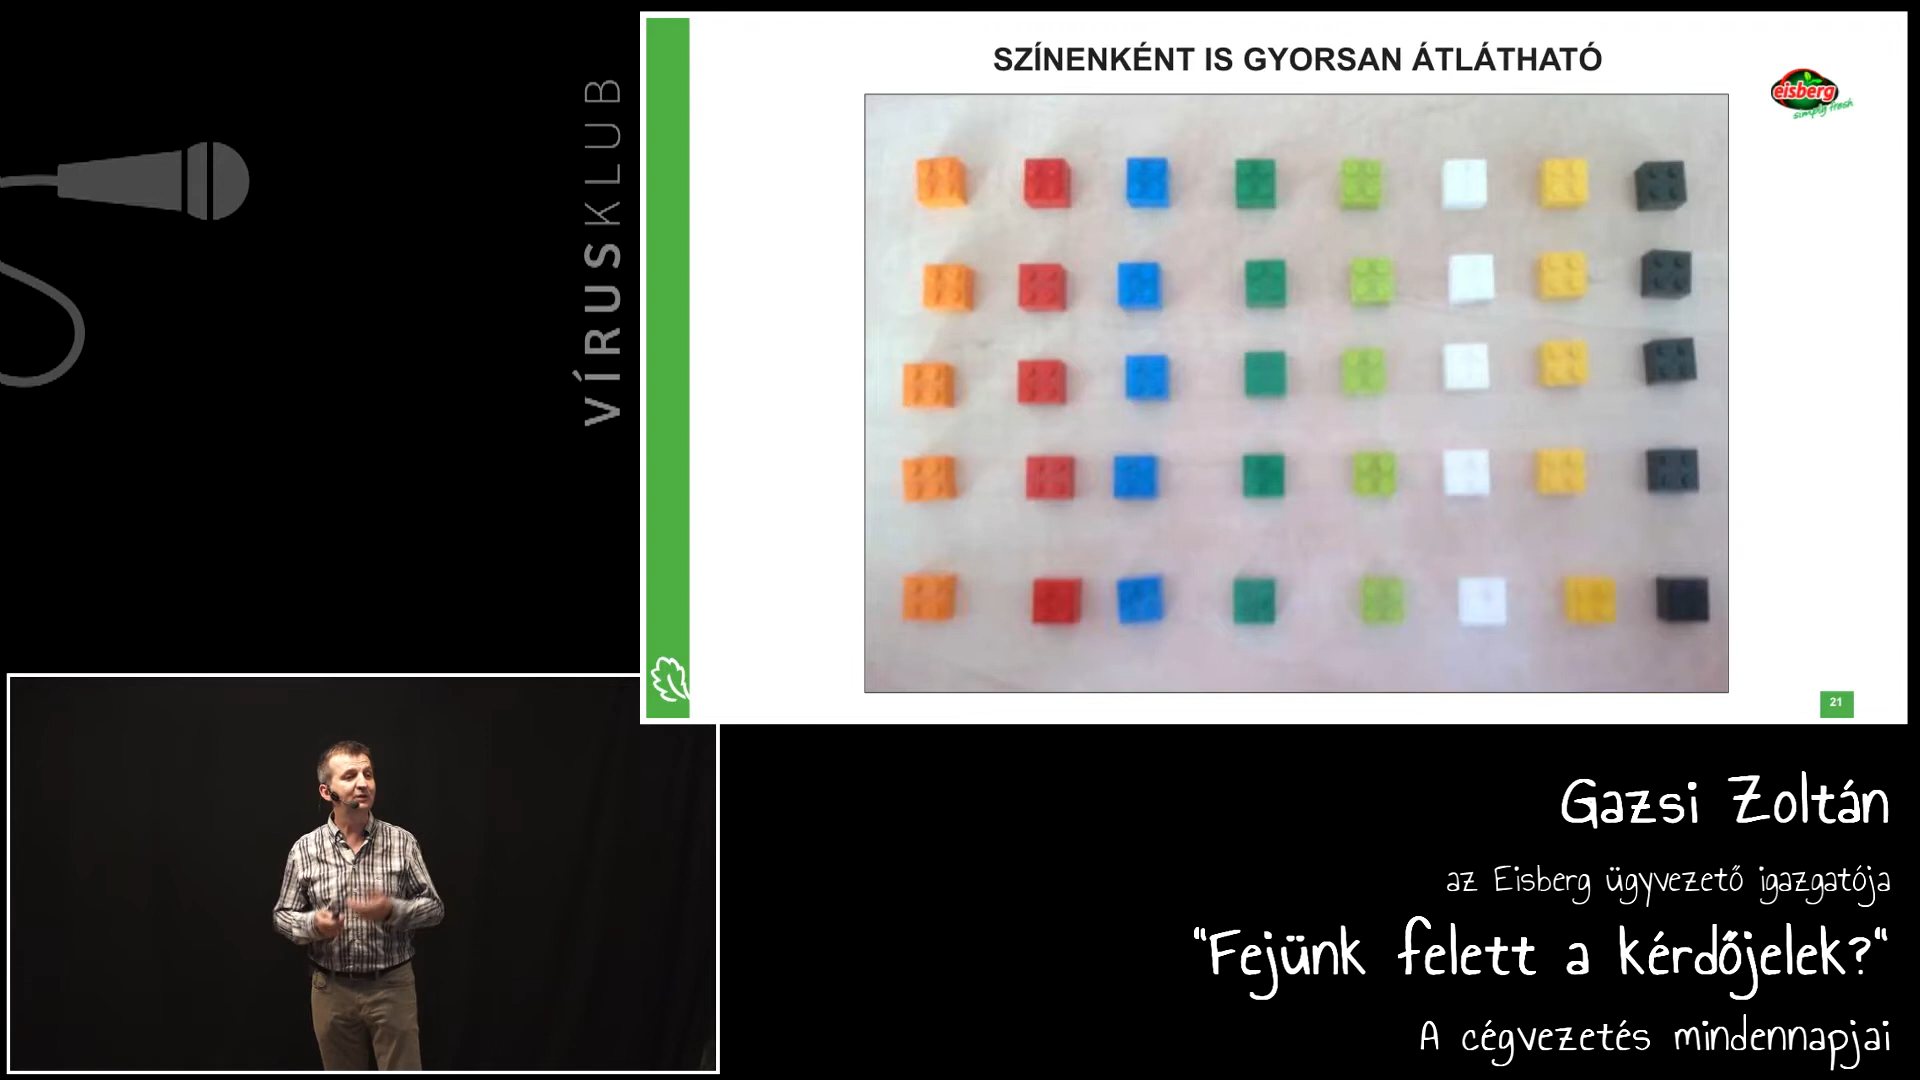 VÍRUSKLUB
SZÍNENKÉNT IS GYORSAN ÁTLÁTHATÓ
eisberg
simply fresh
21
Gazsi Zoltán
az Eisberg ügyvezető igazgatója
"Fejünk felett a kérdőjelek?"
A cégvezetés mindennapjai